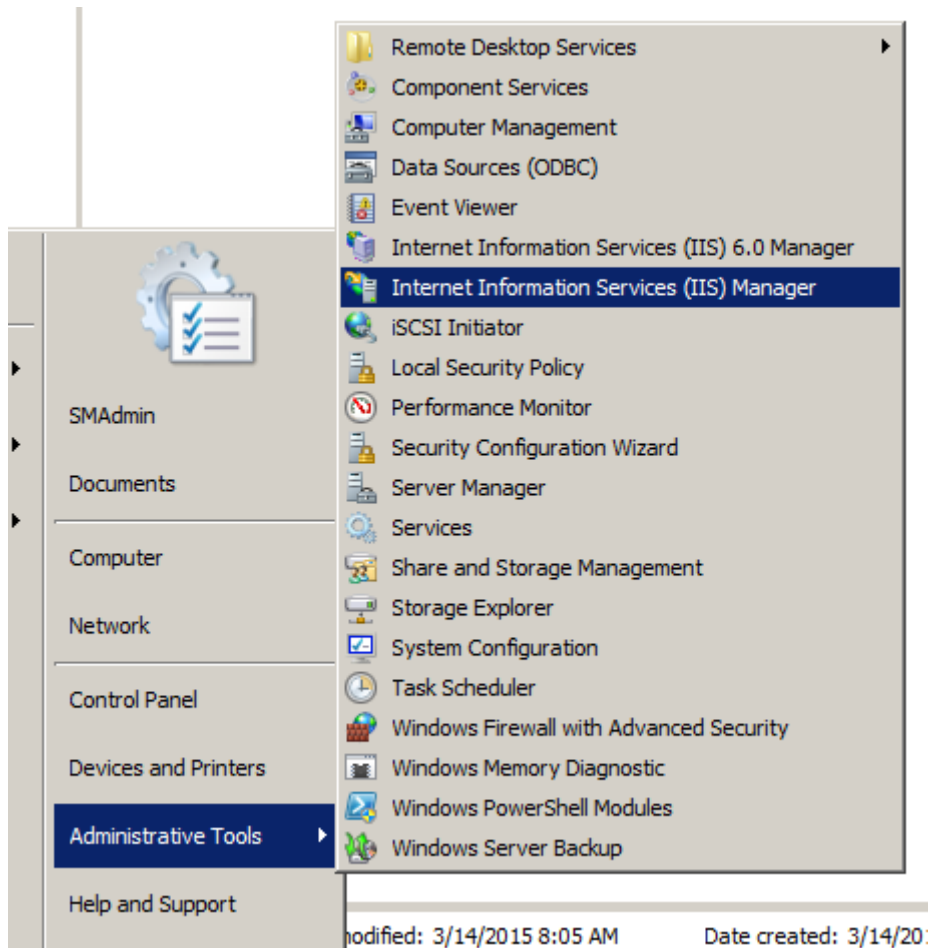 Remote Desktop Services
Component Services
Computer Management
Data Sources (ODBC)
Event Viewer
Internet Information Services (IIS) 6.0 Manager
Internet Information Services (IIS) Manager
iSCSI Initiator
Local Security Policy
Performance Monitor
Security Configuration Wizard
Server Manager
Services
Share and Storage Management
Storage Explorer
System Configuration
Task Scheduler
Windows Firewall with Advanced Security
Windows Memory Diagnostic
Windows PowerShell Modules
Windows Server Backup
SMAdmin
Documents
Computer
Network
Control Panel
Devices and Printers
Administrative Tools
Help and Support
odified: 3/14/2015 8:05 AM Date created: 3/14/201